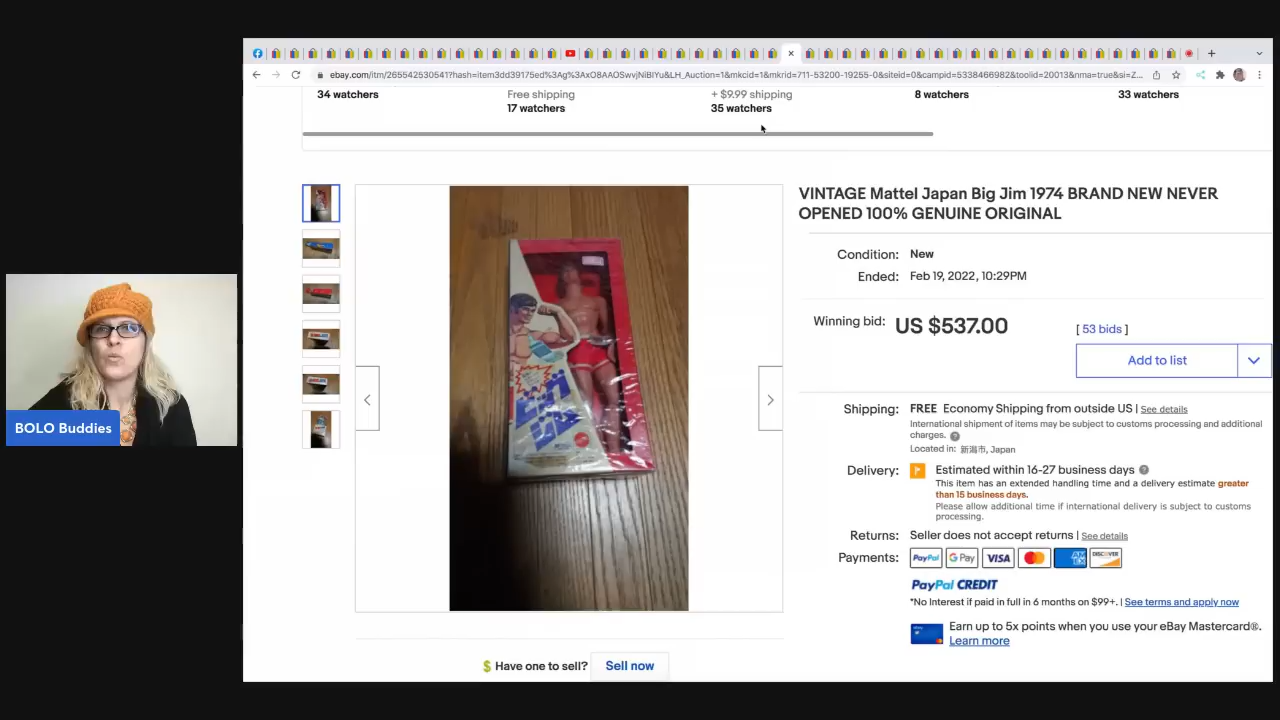 ebay.com/itm/265542530541?hash=item3dd39175ed%3Ag%3AxO8AAOSwvjNiBIYu&LH_Auction=1&mkcid=1&mkrid=711-53200-19255-0&siteid=0&campid=5338466982&toolid=20013&nma=true&si=Z...
34 watchers
Free shipping
17 watchers
+ $9.99 shipping
35 watchers
8 watchers
33 watchers
VINTAGE Mattel Japan Big Jim 1974 BRAND NEW NEVER
OPENED 100% GENUINE ORIGINAL
Condition: New
Ended: Feb 19, 2022, 10:29PM
Winning bid: US $537.00 [ 53 bids ]
Add to list
Shipping: FREE Economy Shipping from outside US | See details
International shipment of items may be subject to customs processing and additional
charges.
Located in: 新潟市, Japan
Delivery: Estimated within 16-27 business days
This item has an extended handling time and a delivery estimate greater
than 15 business days.
Please allow additional time if international delivery is subject to customs
processing.
Returns: Seller does not accept returns | See details
Payments: PayPal G Pay VISA AM EX DISCOVER
PayPal CREDIT
*No Interest if paid in full in 6 months on $99+. | See terms and apply now
Earn up to 5x points when you use your eBay Mastercard®.
Learn more
Have one to sell? Sell now
BOLO Buddies